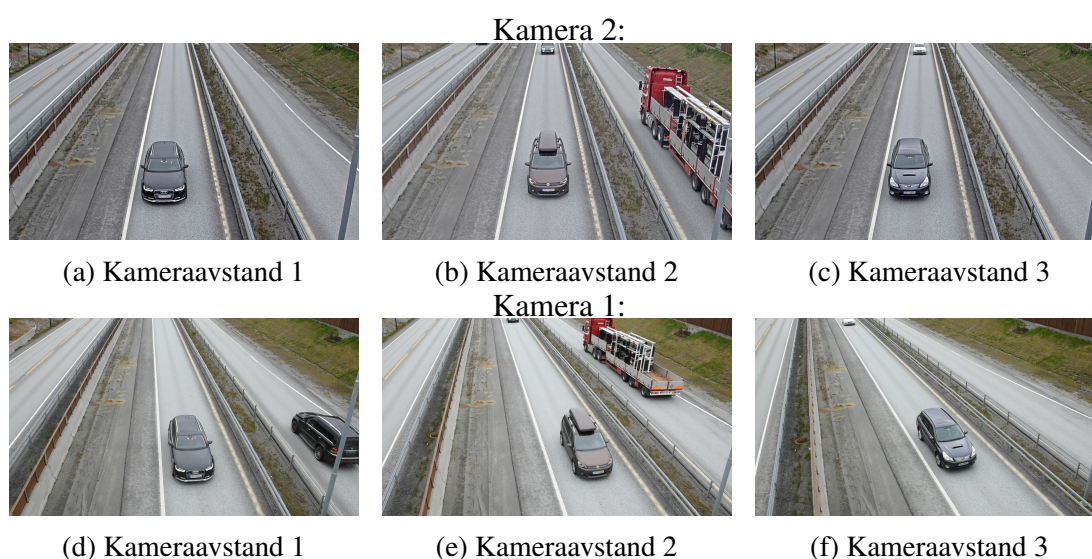 Kamera 2:
(a) Kameraavstand 1
(b) Kameraavstand 2
(c) Kameraavstand 3
Kamera 1:
(d) Kameraavstand 1
(e) Kameraavstand 2
(f) Kameraavstand 3